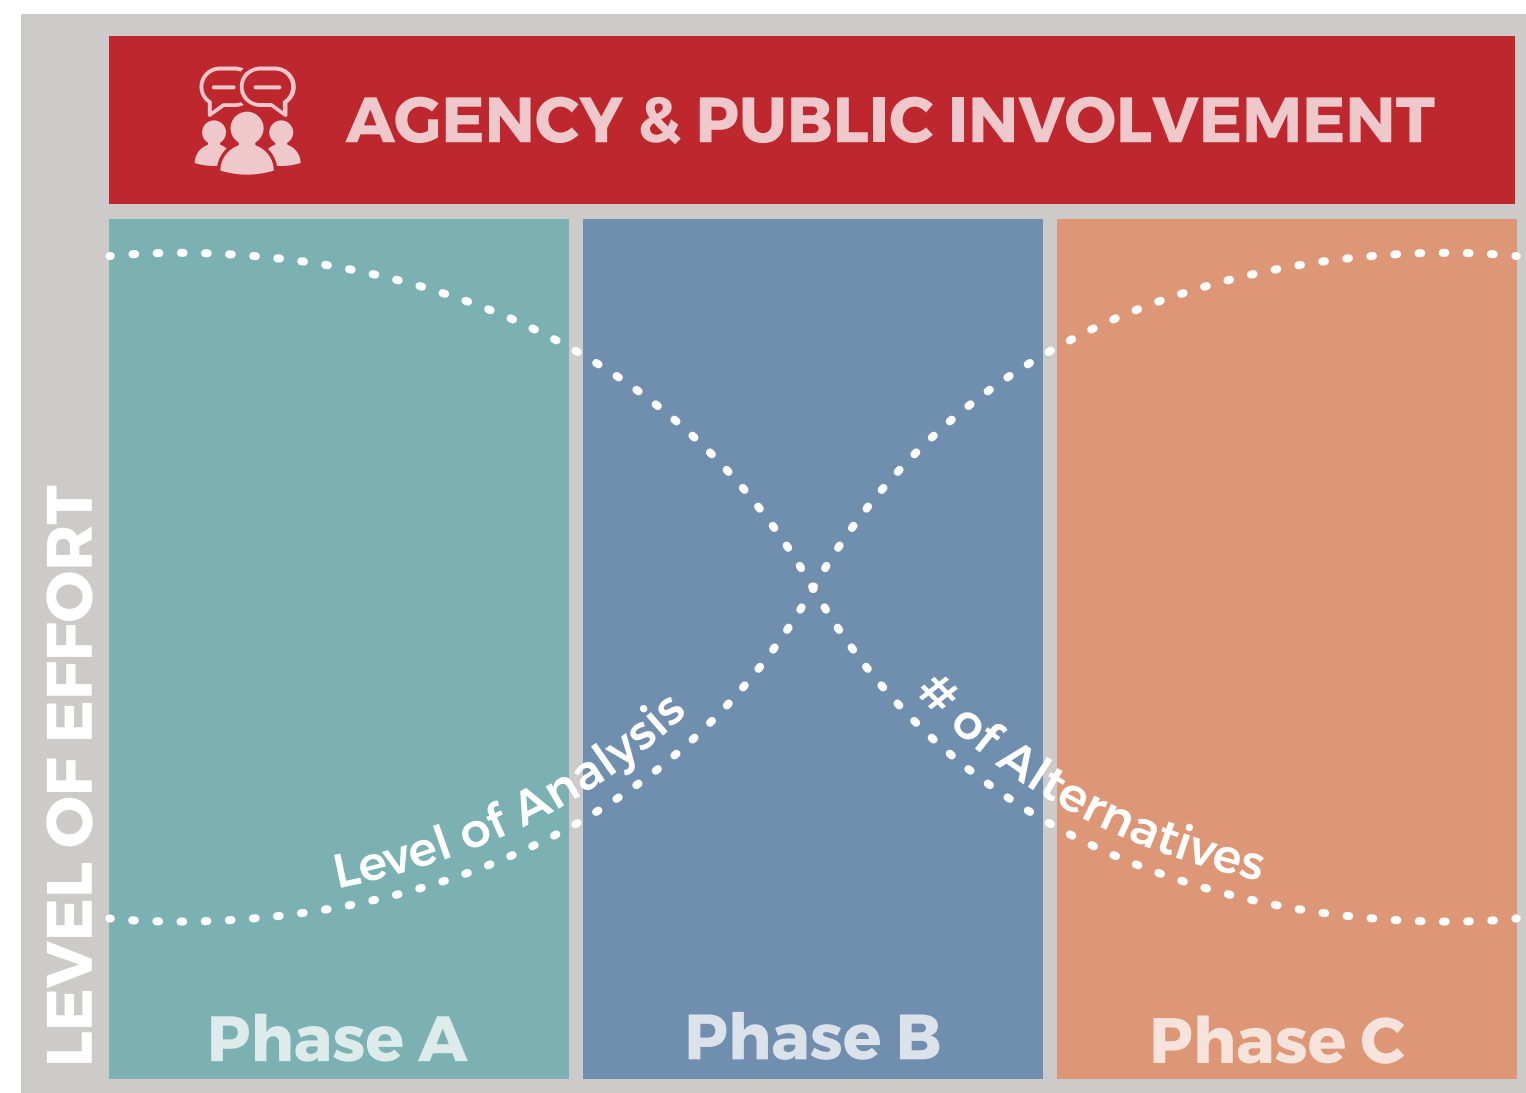 AGENCY & PUBLIC INVOLVEMENT
LEVEL OF EFFORT
Level of Analysis
# of Alternatives
Phase A
Phase B
Phase C